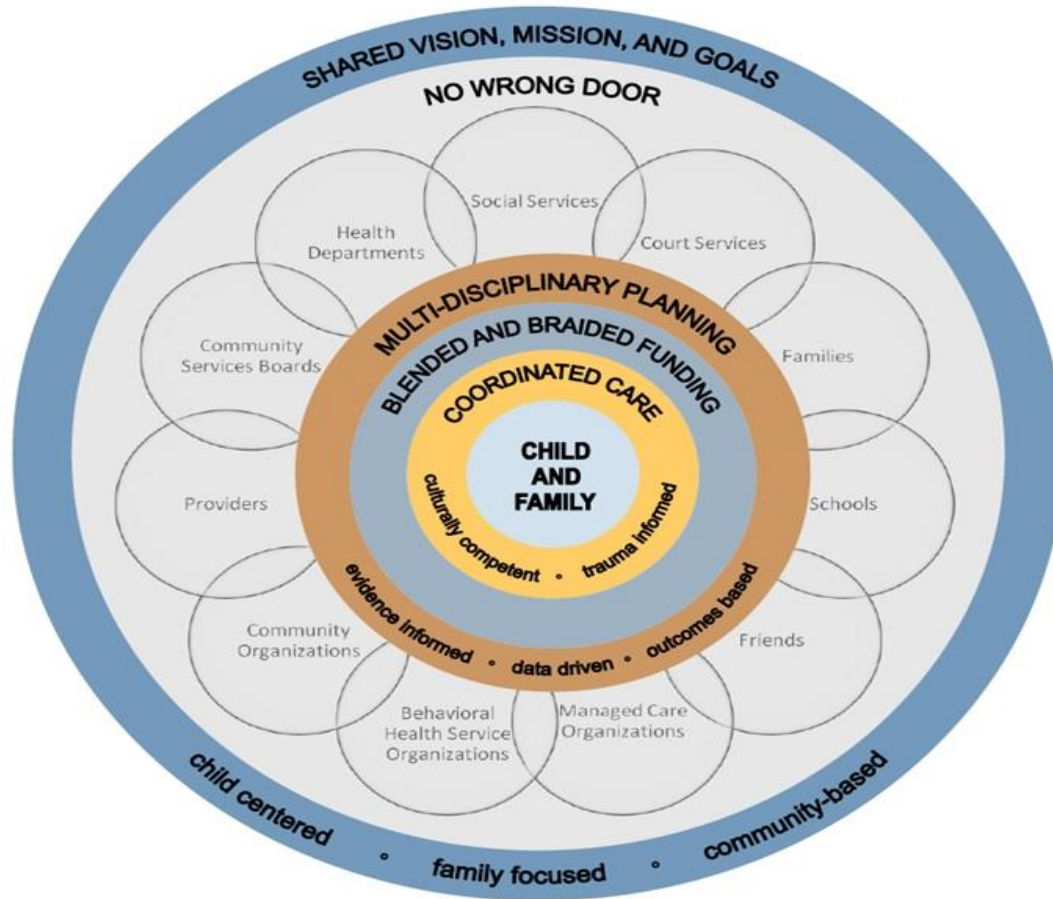 SHARED VISION, MISSION, AND GOALS
NO WRONG DOOR
Social Services
Health
Departments
Court Services
Community
Services Boards
Families
Providers
Schools
Community
Organizations
Friends
Behavioral
Health Service
Organizations
Managed Care
Organizations
MULTI-DISCIPLINARY PLANNING
BLENDED AND BRAIDED FUNDING
COORDINATED CARE
CHILD
AND
FAMILY
culturally competent ∘ trauma informed
evidence informed ∘ data driven ∘ outcomes based
child centered ∘ family focused ∘ community-based